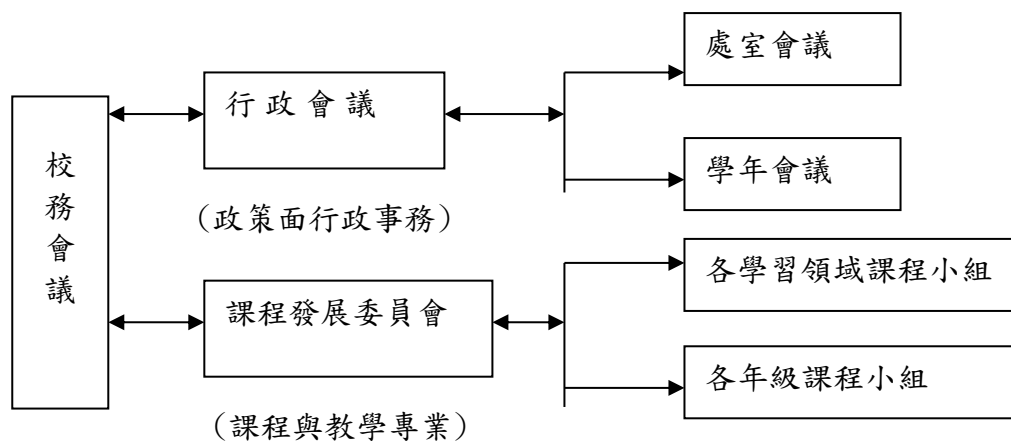 校務會議
行政會議
(政策面行政事務)
處室會議
學年會議
課程發展委員會
(課程與教學專業)
各學習領域課程小組
各年級課程小組